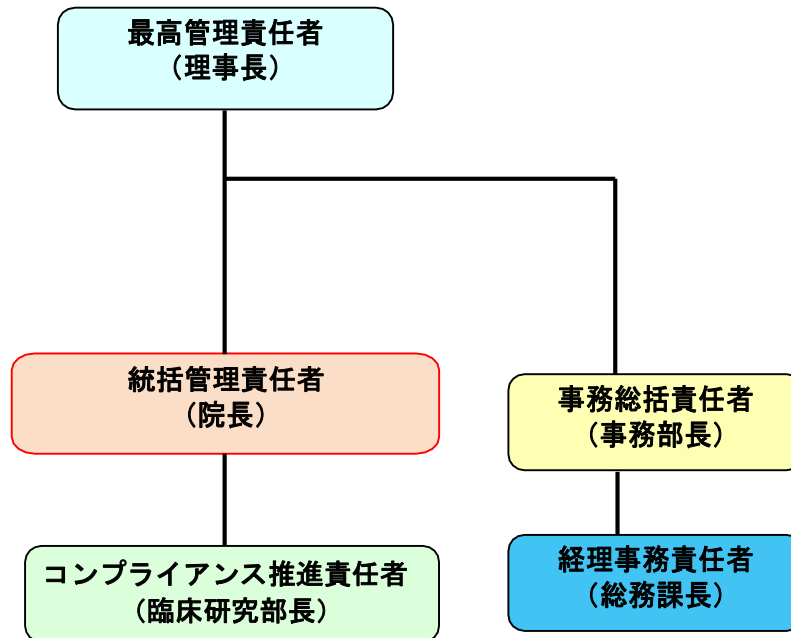 最高管理責任者
（理事長）
統括管理責任者
（院長）
事務総括責任者
（事務部長）
コンプライアンス推進責任者
（臨床研究部長）
経理事務責任者
（総務課長）